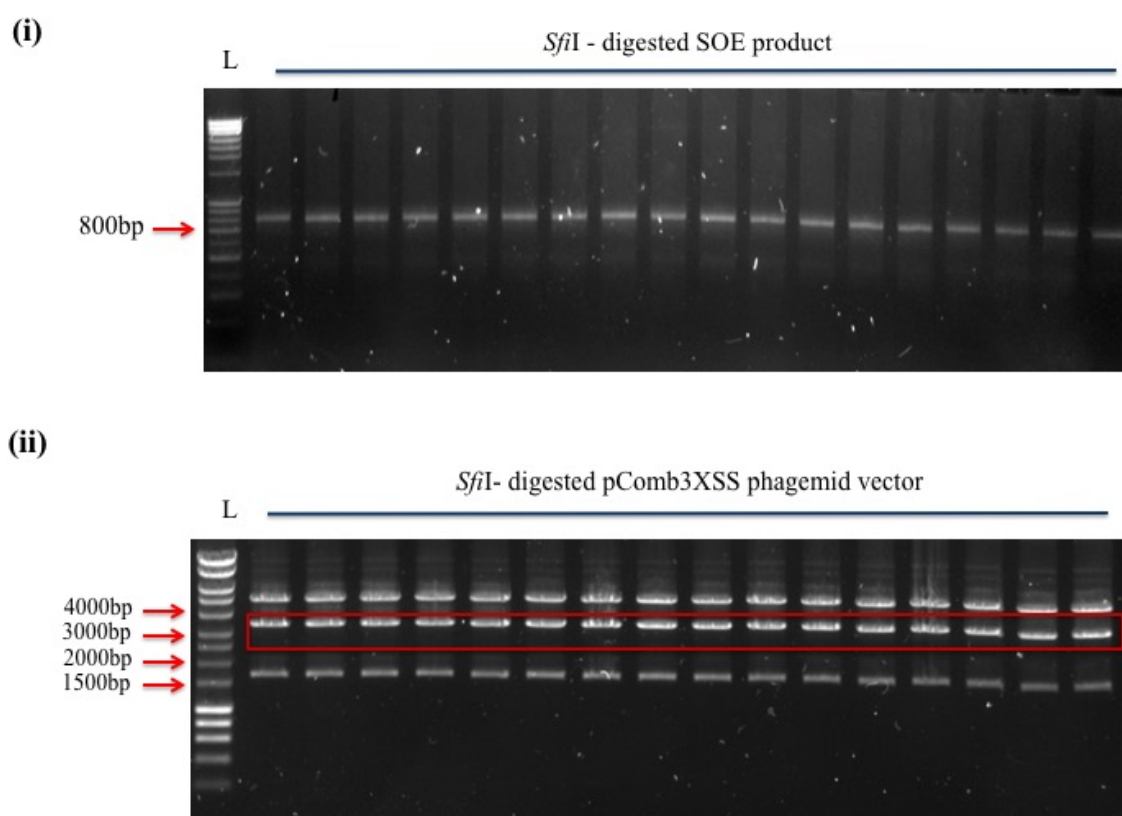 (i)
SfiI - digested SOE product
L
800bp
(ii)
SfiI- digested pComb3XSS phagemid vector
L
4000bp
3000bp
2000bp
1500bp